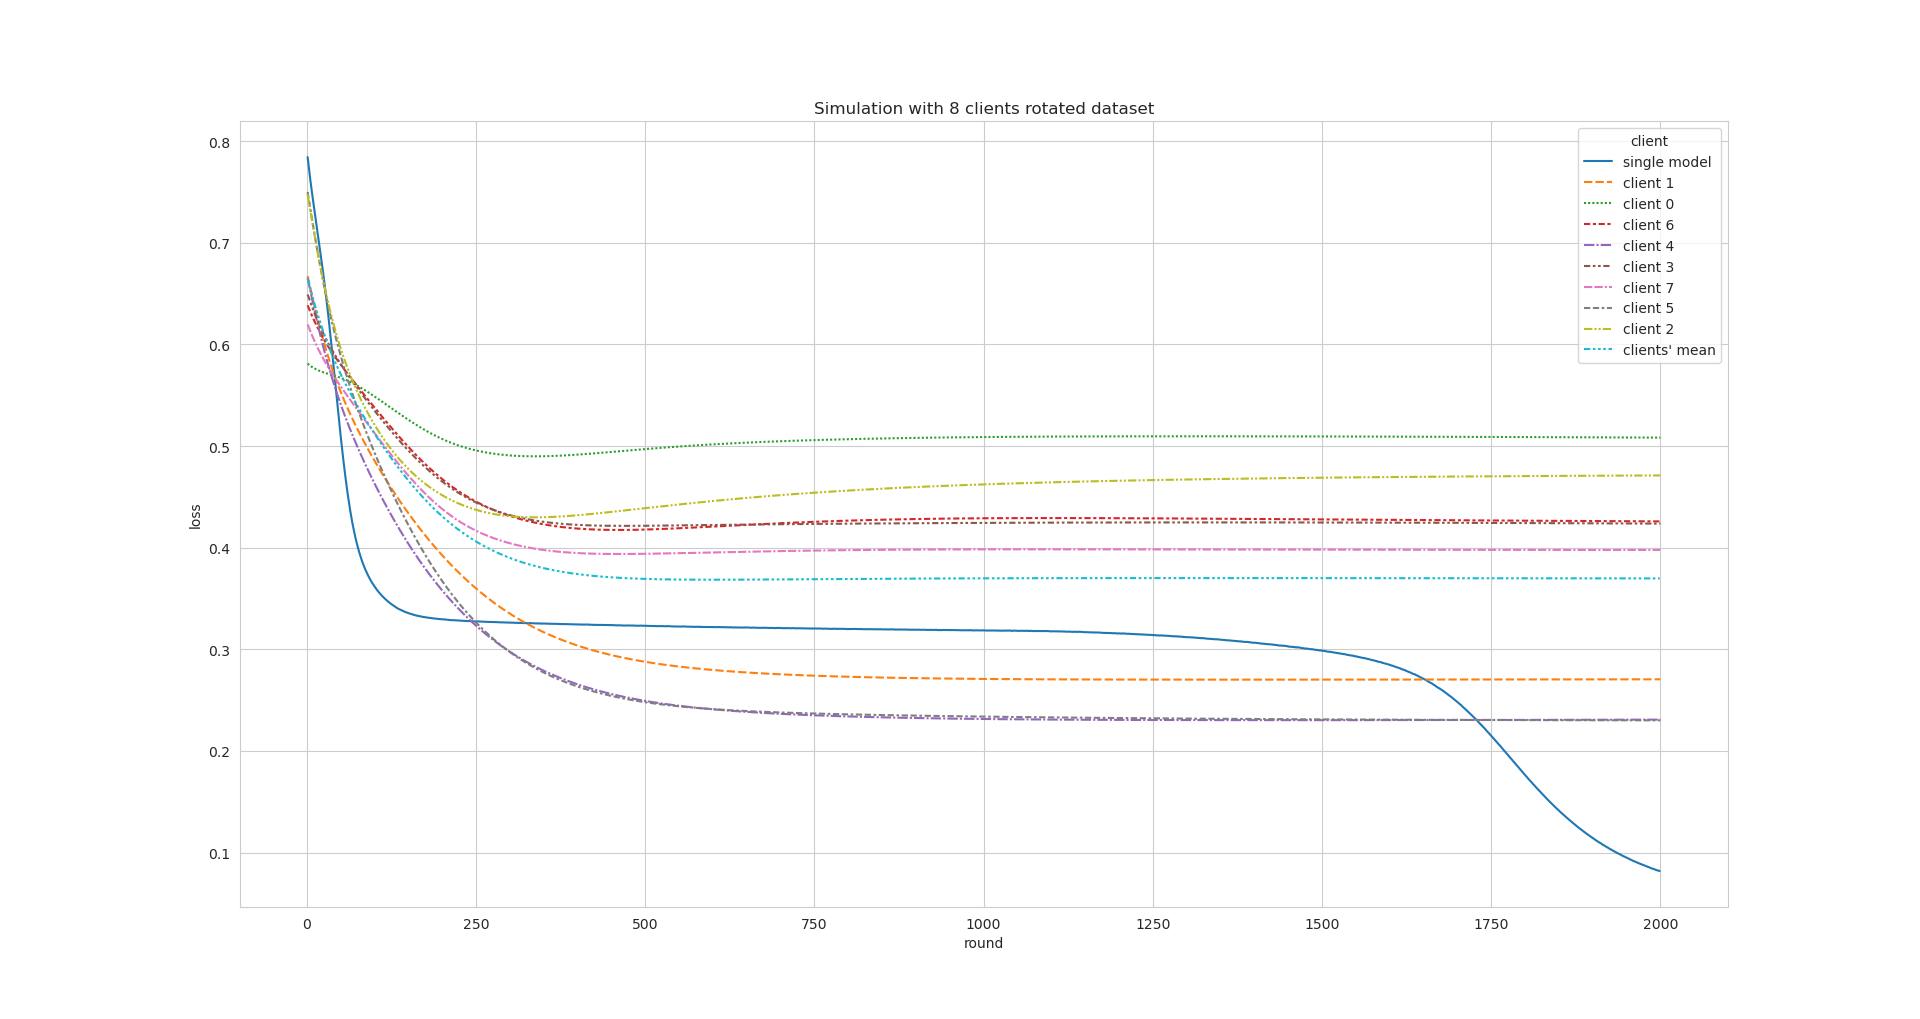 Simulation with 8 clients rotated dataset
client
single model
client 1
client 0
client 6
client 4
client 3
client 7
client 5
client 2
clients' mean
loss
0.8
0.7
0.6
0.5
0.4
0.3
0.2
0.1
0 250 500 750 1000 1250 1500 1750 2000
round